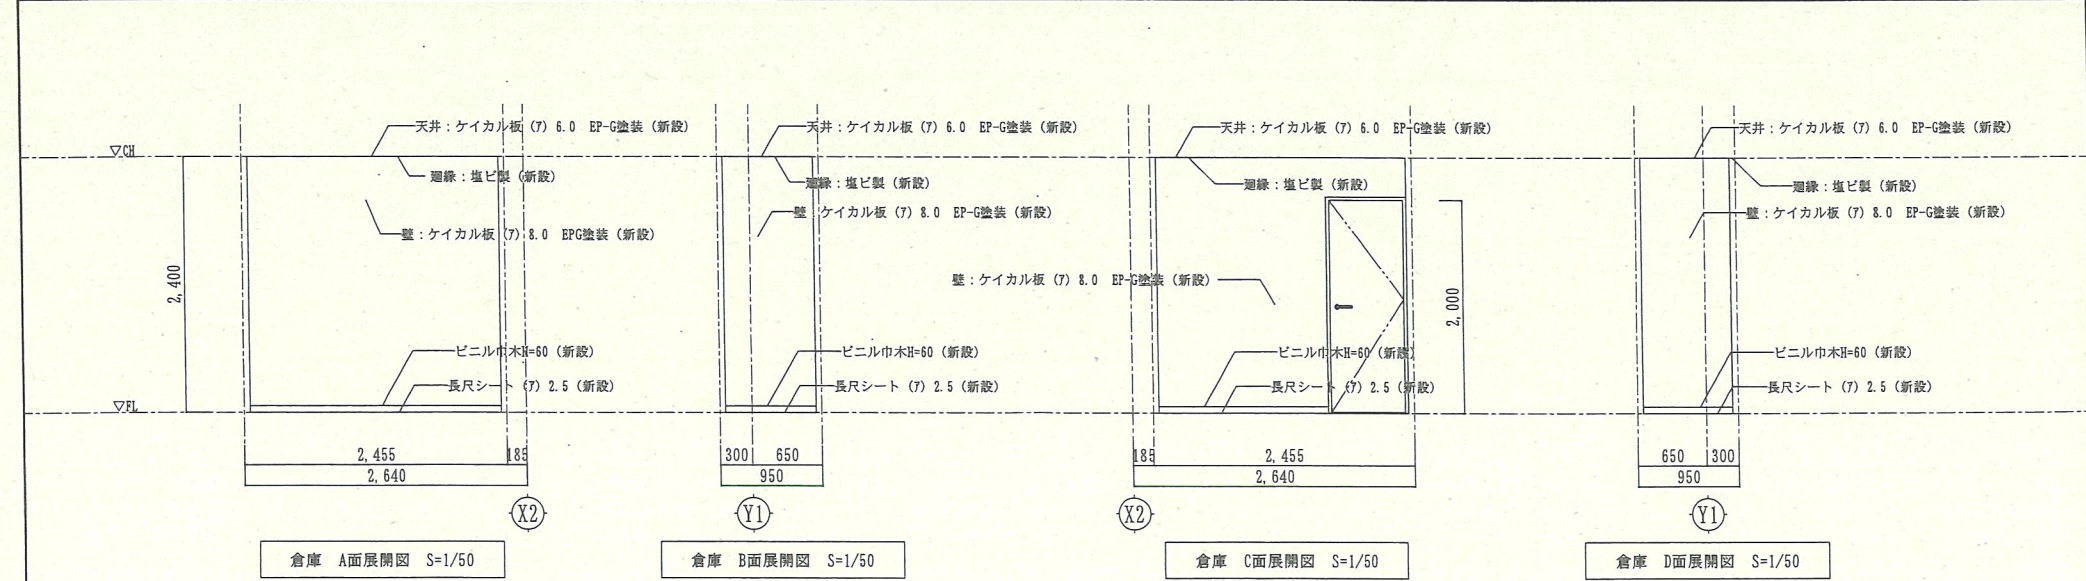 ▽CH
2,400
▽FL
天井：ケイカル板 (ｱ) 6.0 EP-G塗装 (新設)
廻縁：塩ビ製 (新設)
壁：ケイカル板 (ｱ) 8.0 EPG塗装 (新設)
ビニル巾木H=60 (新設)
長尺シート (ｱ) 2.5 (新設)
2,455
185
2,640
X2
倉庫 A面展開図 S=1/50
天井：ケイカル板 (ｱ) 6.0 EP-G塗装 (新設)
廻縁：塩ビ製 (新設)
壁：ケイカル板 (ｱ) 8.0 EP-G塗装 (新設)
ビニル巾木H=60 (新設)
長尺シート (ｱ) 2.5 (新設)
300
650
950
Y1
倉庫 B面展開図 S=1/50
天井：ケイカル板 (ｱ) 6.0 EP-G塗装 (新設)
廻縁：塩ビ製 (新設)
壁：ケイカル板 (ｱ) 8.0 EP-G塗装 (新設)
2,000
ビニル巾木H=60 (新設)
長尺シート (ｱ) 2.5 (新設)
185
2,455
2,640
X2
倉庫 C面展開図 S=1/50
天井：ケイカル板 (ｱ) 6.0 EP-G塗装 (新設)
廻縁：塩ビ製 (新設)
壁：ケイカル板 (ｱ) 8.0 EP-G塗装 (新設)
ビニル巾木H=60 (新設)
長尺シート (ｱ) 2.5 (新設)
650
300
950
Y1
倉庫 D面展開図 S=1/50